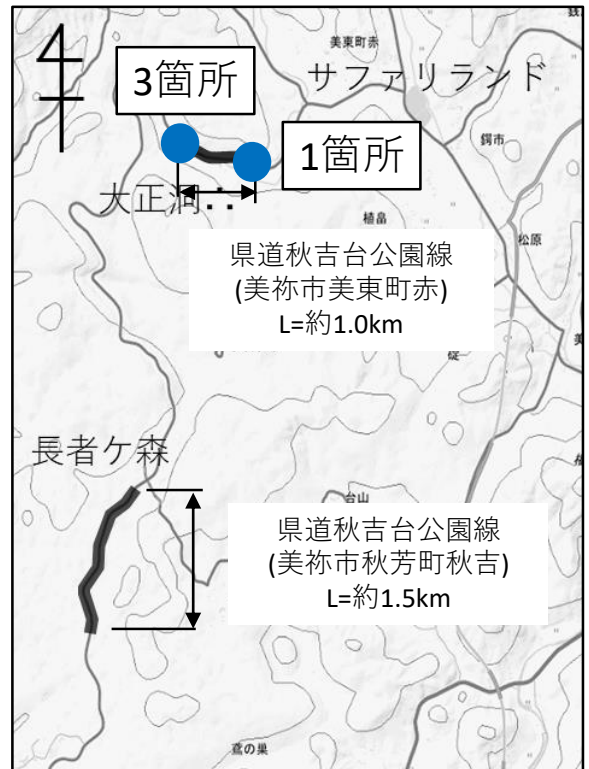 美東町赤
サファリランド
3箇所
1箇所
鍔市
大正洞
植畠
松原
県道秋吉台公園線
(美祢市美東町赤)
L=約1.0km
碇
長者ケ森
台山
県道秋吉台公園線
(美祢市秋芳町秋吉)
L=約1.5km
鳶の巣